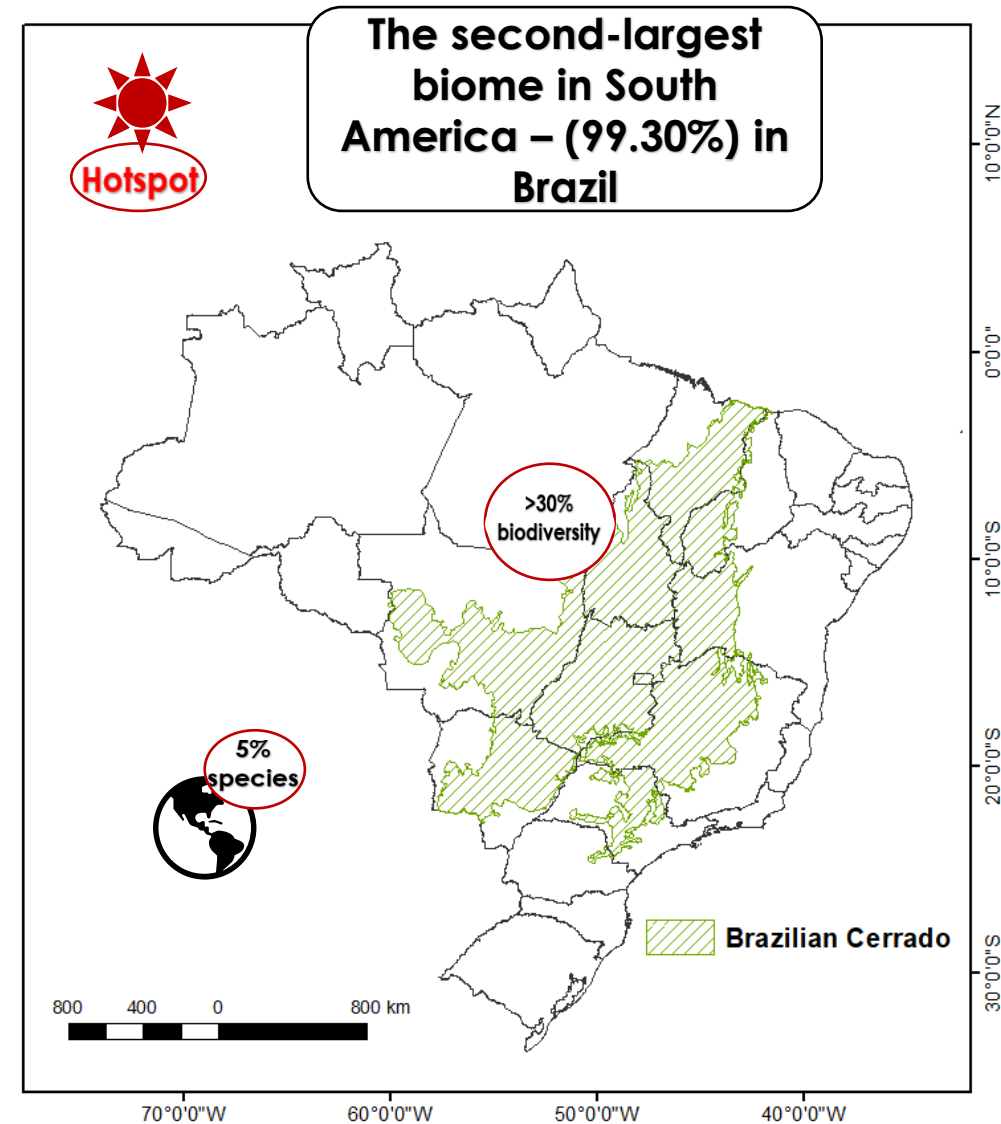 The second-largest
biome in South
America – (99.30%) in
Brazil
Hotspot
10°0'0"N
0°0'0"
>30%
biodiversity
10°0'0"S
5%
species
20°0'0"S
Brazilian Cerrado
30°0'0"S
800 400 0 800 km
70°0'0"W 60°0'0"W 50°0'0"W 40°0'0"W